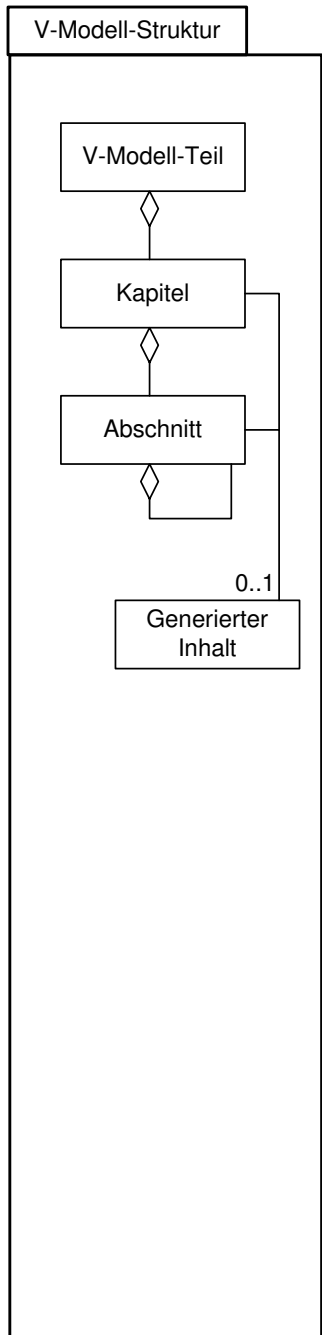 V-Modell-Struktur
V-Modell-Teil
Kapitel
Abschnitt
0..1
Generierter
Inhalt